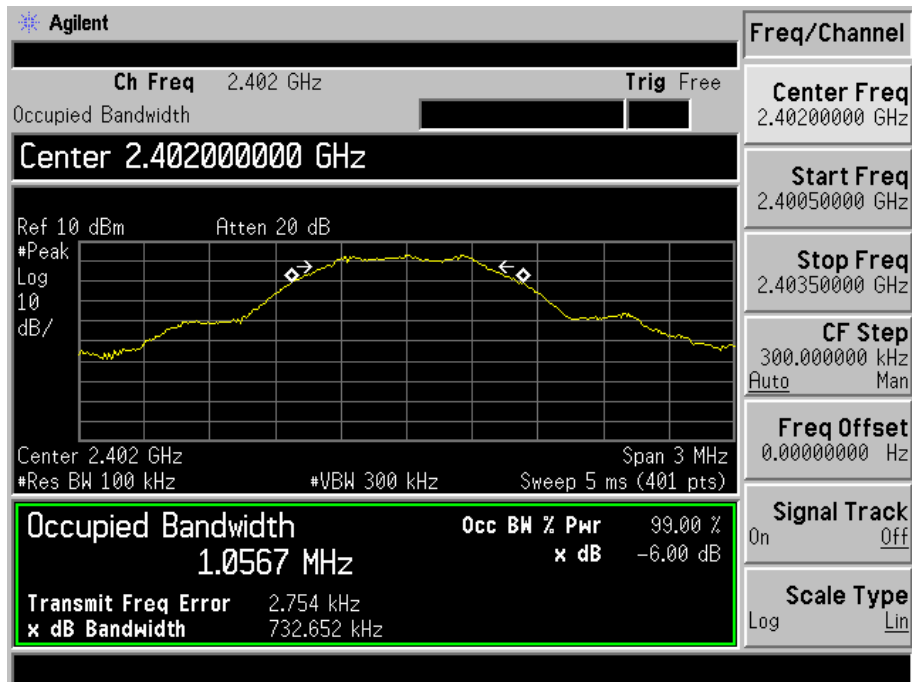 Agilent
Freq/Channel
Ch Freq 2.402 GHz Trig Free
Occupied Bandwidth
Center 2.402000000 GHz
Ref 10 dBm Atten 20 dB
#Peak
Log
10
dB/
Center 2.402 GHz Span 3 MHz
#Res BW 100 kHz #VBW 300 kHz Sweep 5 ms (401 pts)
Occupied Bandwidth
1.0567 MHz
Occ BW % Pwr 99.00 %
x dB -6.00 dB
Transmit Freq Error 2.754 kHz
x dB Bandwidth 732.652 kHz
Center Freq
2.40200000 GHz
Start Freq
2.40050000 GHz
Stop Freq
2.40350000 GHz
CF Step
300.000000 kHz
Auto Man
Freq Offset
0.00000000 Hz
Signal Track
On Off
Scale Type
Log Lin